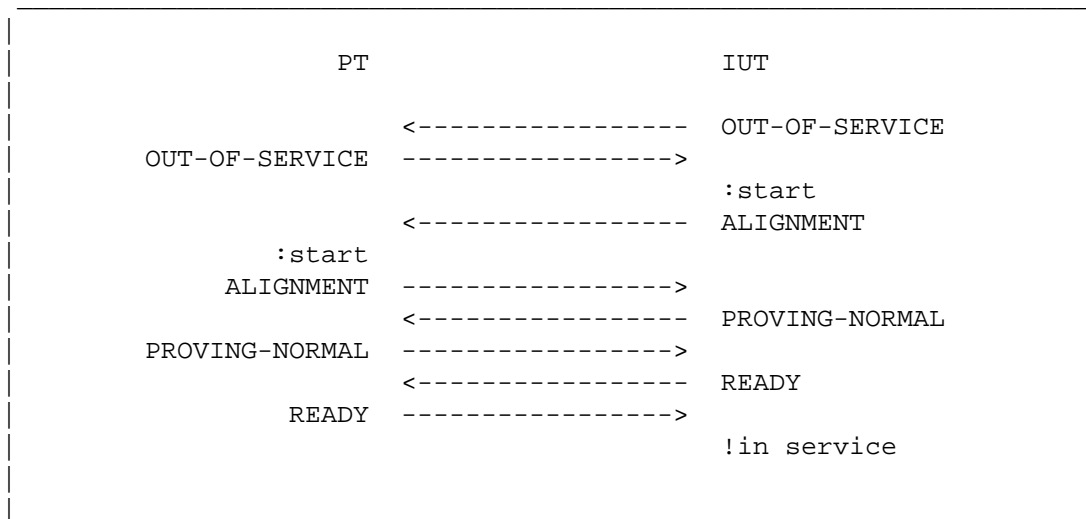 PT IUT
<----------------- OUT-OF-SERVICE
OUT-OF-SERVICE ----------------->
:start
<----------------- ALIGNMENT
:start
ALIGNMENT ----------------->
<----------------- PROVING-NORMAL
PROVING-NORMAL ----------------->
<----------------- READY
READY ----------------->
!in service